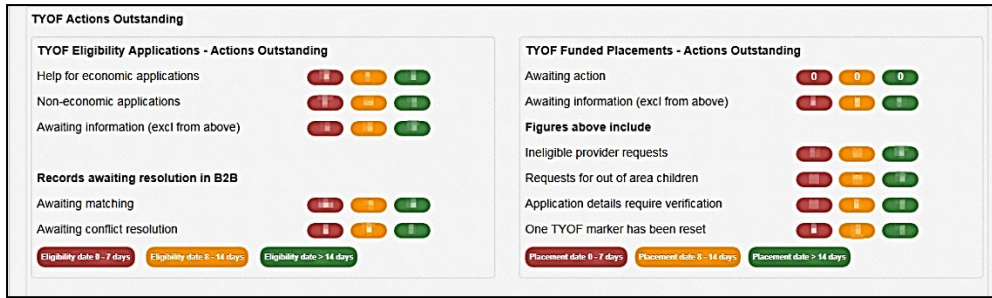 TYOF Actions Outstanding
TYOF Eligibility Applications - Actions Outstanding
Help for economic applications
Non-economic applications
Awaiting information (excl from above)
Records awaiting resolution in B2B
Awaiting matching
Awaiting conflict resolution
Eligibility date 0 - 7 days Eligibility date 8 - 14 days Eligibility date > 14 days
TYOF Funded Placements - Actions Outstanding
Awaiting action 0 0 0
Awaiting information (excl from above)
Figures above include
Ineligible provider requests
Requests for out of area children
Application details require verification
One TYOF marker has been reset
Placement date 0 - 7 days Placement date 8 - 14 days Placement date > 14 days